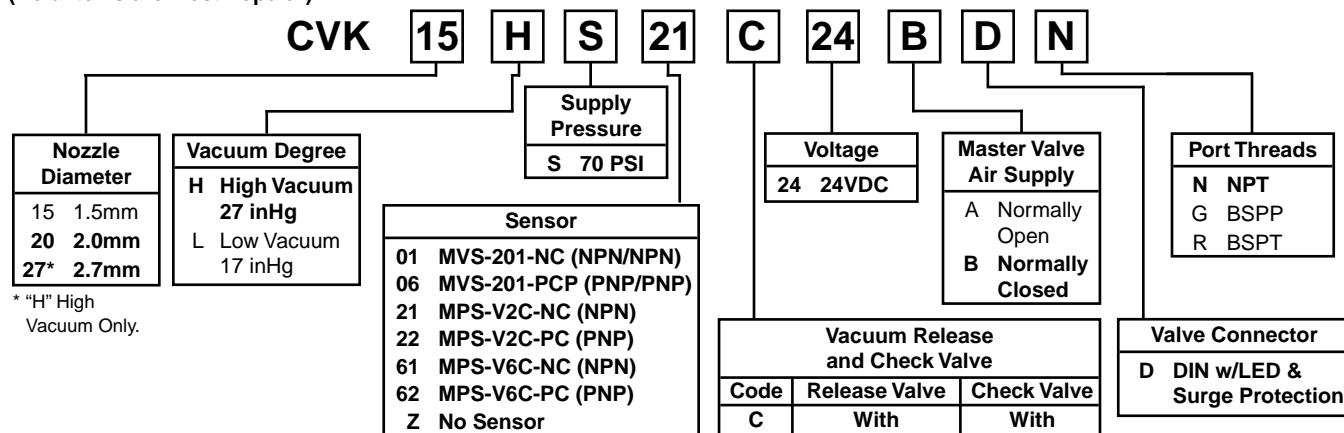 CVK 15 H S 21 C 24 B D N
Nozzle
Diameter
15 1.5mm
20 2.0mm
27* 2.7mm
* “H” High
Vacuum Only.
Vacuum Degree
H High Vacuum
27 inHg
L Low Vacuum
17 inHg
Supply
Pressure
S 70 PSI
Sensor
01 MVS-201-NC (NPN/NPN)
06 MVS-201-PCP (PNP/PNP)
21 MPS-V2C-NC (NPN)
22 MPS-V2C-PC (PNP)
61 MPS-V6C-NC (NPN)
62 MPS-V6C-PC (PNP)
Z No Sensor
Voltage
24 24VDC
Master Valve
Air Supply
A Normally
Open
B Normally
Closed
Port Threads
N NPT
G BSPP
R BSPT
Vacuum Release
and Check Valve
Code Release Valve Check Valve
C With With
Valve Connector
D DIN w/LED &
Surge Protection